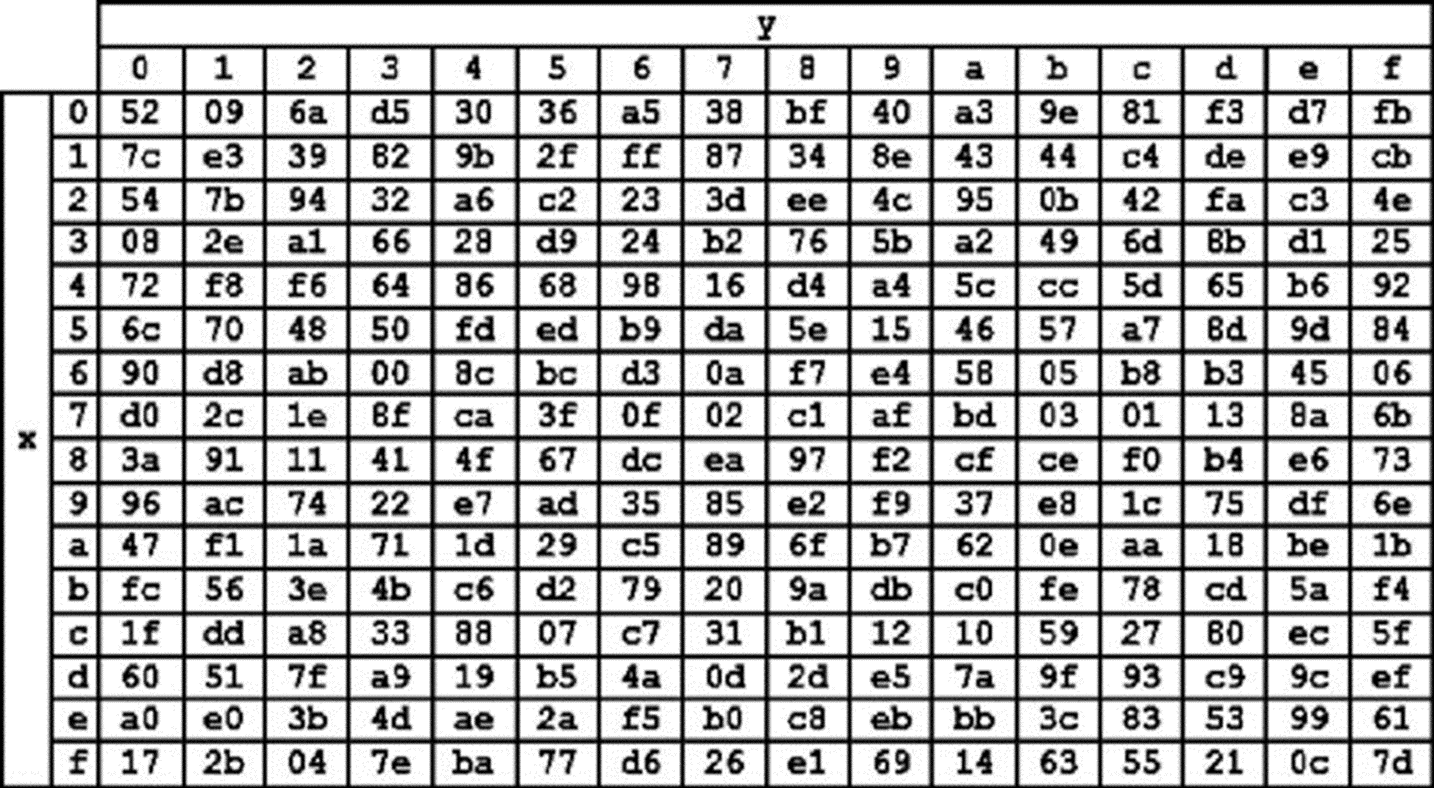 y
0 1 2 3 4 5 6 7 8 9 a b c d e f
0 52 09 6a d5 30 36 a5 38 bf 40 a3 9e 81 f3 d7 fb
1 7c e3 39 82 9b 2f ff 87 34 8e 43 44 c4 de e9 cb
2 54 7b 94 32 a6 c2 23 3d ee 4c 95 0b 42 fa c3 4e
3 08 2e a1 66 28 d9 24 b2 76 5b a2 49 6d 8b d1 25
4 72 f8 f6 64 86 68 98 16 d4 a4 5c cc 5d 65 b6 92
5 6c 70 48 50 fd ed b9 da 5e 15 46 57 a7 8d 9d 84
6 90 d8 ab 00 8c bc d3 0a f7 e4 58 05 b8 b3 45 06
x 7 d0 2c 1e 8f ca 3f 0f 02 c1 af bd 03 01 13 8a 6b
8 3a 91 11 41 4f 67 dc ea 97 f2 cf ce f0 b4 e6 73
9 96 ac 74 22 e7 ad 35 85 e2 f9 37 e8 1c 75 df 6e
a 47 f1 1a 71 1d 29 c5 89 6f b7 62 0e aa 18 be 1b
b fc 56 3e 4b c6 d2 79 20 9a db c0 fe 78 cd 5a f4
c 1f dd a8 33 88 07 c7 31 b1 12 10 59 27 80 ec 5f
d 60 51 7f a9 19 b5 4a 0d 2d e5 7a 9f 93 c9 9c ef
e a0 e0 3b 4d ae 2a f5 b0 c8 eb bb 3c 83 53 99 61
f 17 2b 04 7e ba 77 d6 26 e1 69 14 63 55 21 0c 7d